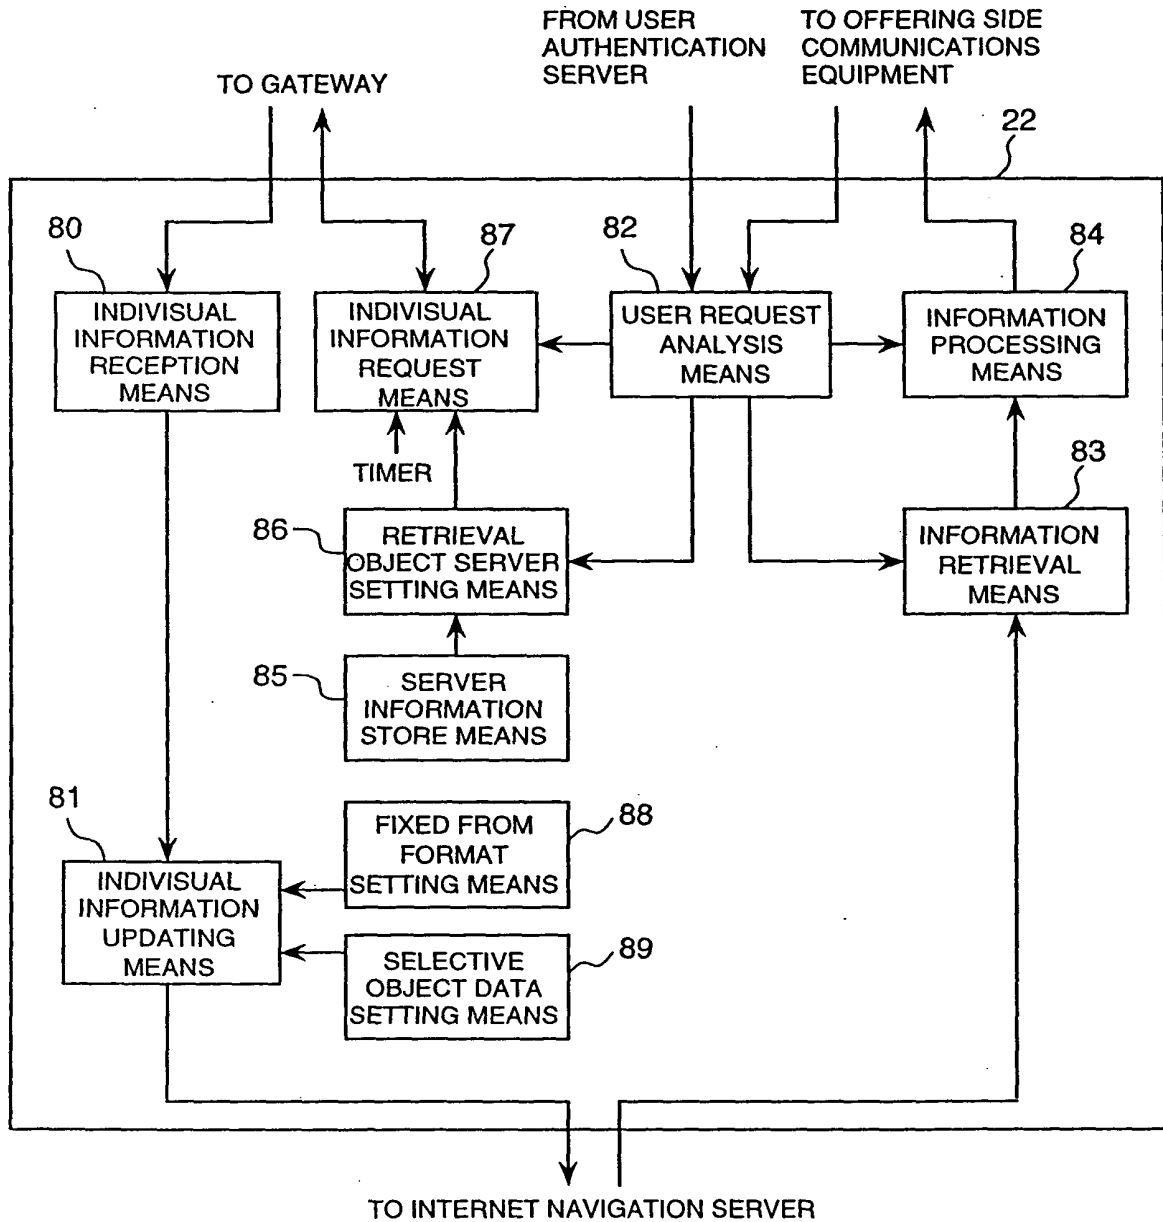 FROM USER
AUTHENTICATION
SERVER
TO OFFERING SIDE
COMMUNICATIONS
EQUIPMENT
TO GATEWAY
22
80
INDIVISUAL
INFORMATION
RECEPTION
MEANS
87
INDIVISUAL
INFORMATION
REQUEST
MEANS
82
USER REQUEST
ANALYSIS
MEANS
84
INFORMATION
PROCESSING
MEANS
TIMER
86
RETRIEVAL
OBJECT SERVER
SETTING MEANS
83
INFORMATION
RETRIEVAL
MEANS
85
SERVER
INFORMATION
STORE MEANS
81
INDIVISUAL
INFORMATION
UPDATING
MEANS
88
FIXED FROM
FORMAT
SETTING MEANS
89
SELECTIVE
OBJECT DATA
SETTING MEANS
TO INTERNET NAVIGATION SERVER